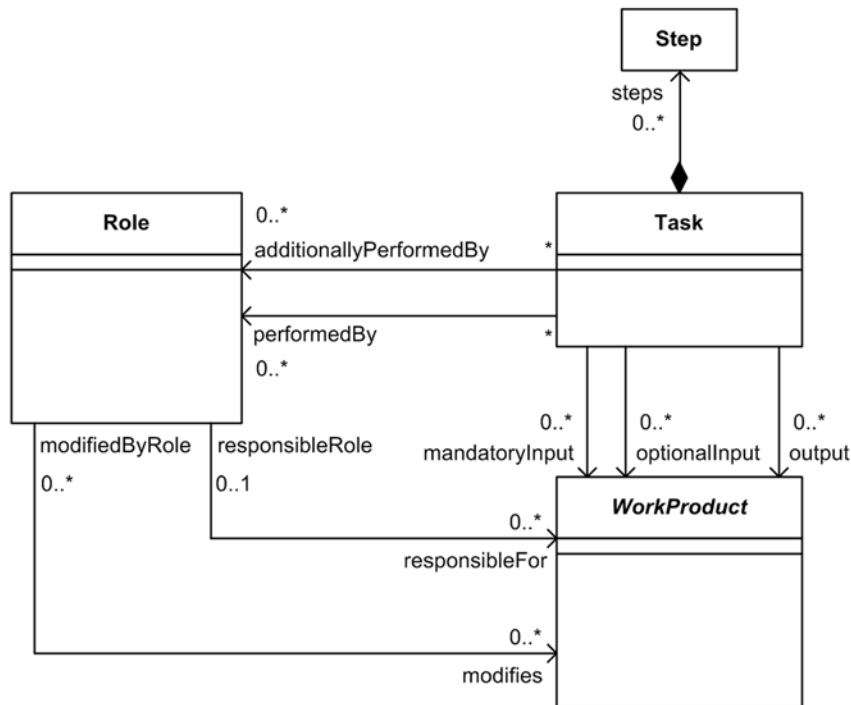 Step
steps
0..*
Role
0..*
Task
additionallyPerformedBy
*
performedBy
*
0..*
modifiedByRole
responsibleRole
0..*
0..1
0..*
0..*
0..*
mandatoryInput
optionalInput
output
WorkProduct
0..*
responsibleFor
0..*
modifies